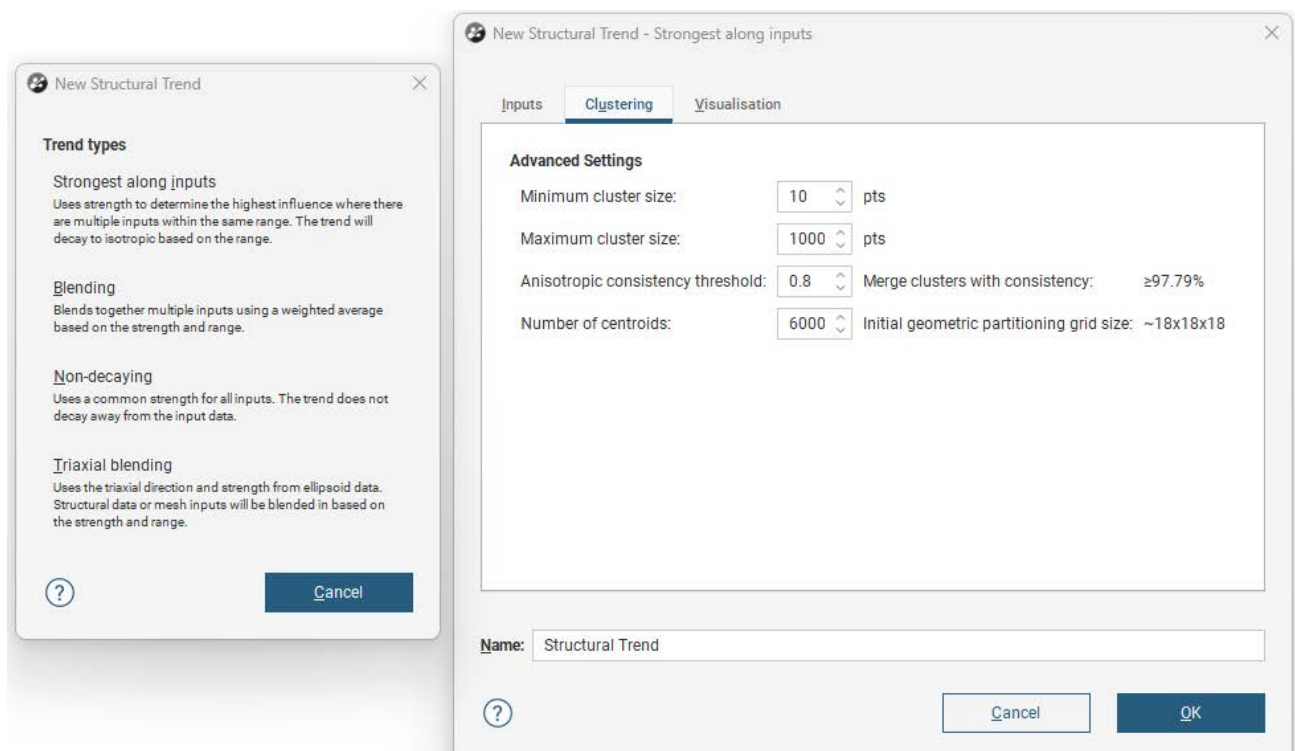 New Structural Trend
Trend types
Strongest along inputs
Uses strength to determine the highest influence where there
are multiple inputs within the same range. The trend will
decay to isotropic based on the range.
Blending
Blends together multiple inputs using a weighted average
based on the strength and range.
Non-decaying
Uses a common strength for all inputs. The trend does not
decay away from the input data.
Triaxial blending
Uses the triaxial direction and strength from ellipsoid data.
Structural data or mesh inputs will be blended in based on
the strength and range.
?
Cancel
New Structural Trend - Strongest along inputs
Inputs Clustering Visualisation
Advanced Settings
Minimum cluster size: 10 pts
Maximum cluster size: 1000 pts
Anisotropic consistency threshold: 0.8 Merge clusters with consistency: ≥97.79%
Number of centroids: 6000 Initial geometric partitioning grid size: ~18x18x18
Name: Structural Trend
?
Cancel OK